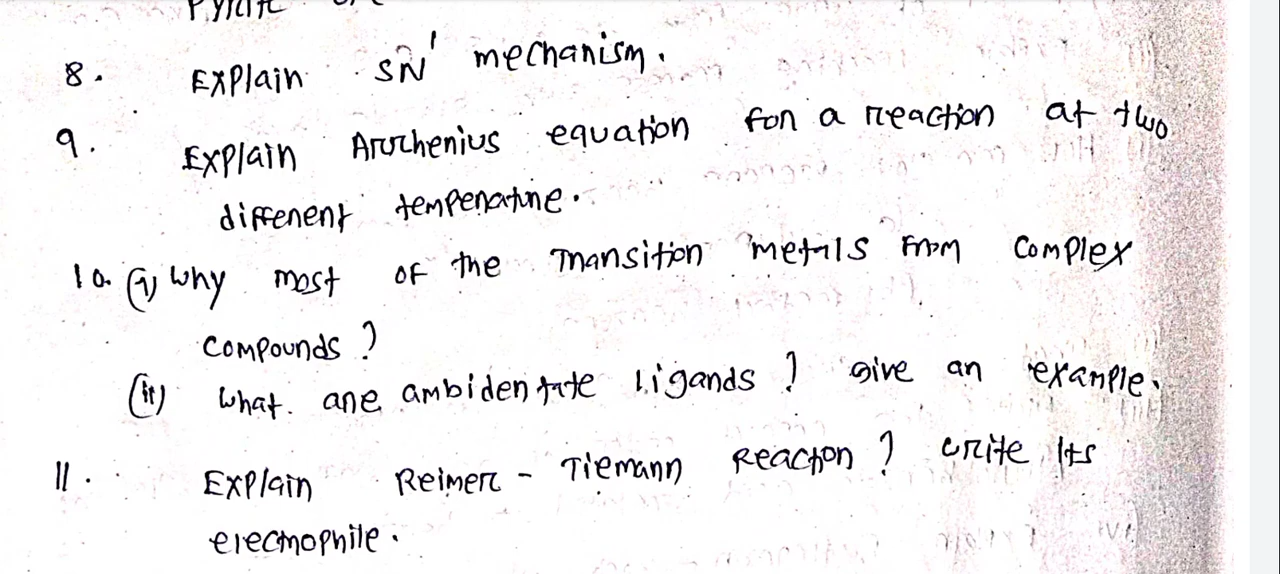 8. Explain SN¹ mechanism.
9. Explain Arrhenius equation for a reaction at two
different temperature.
10. (i) Why most of the transition metals from complex
compounds ?
(ii) What are ambidentate ligands ? Give an example.
11. Explain Reimer - Tiemann Reaction ? write Its
electrophile.